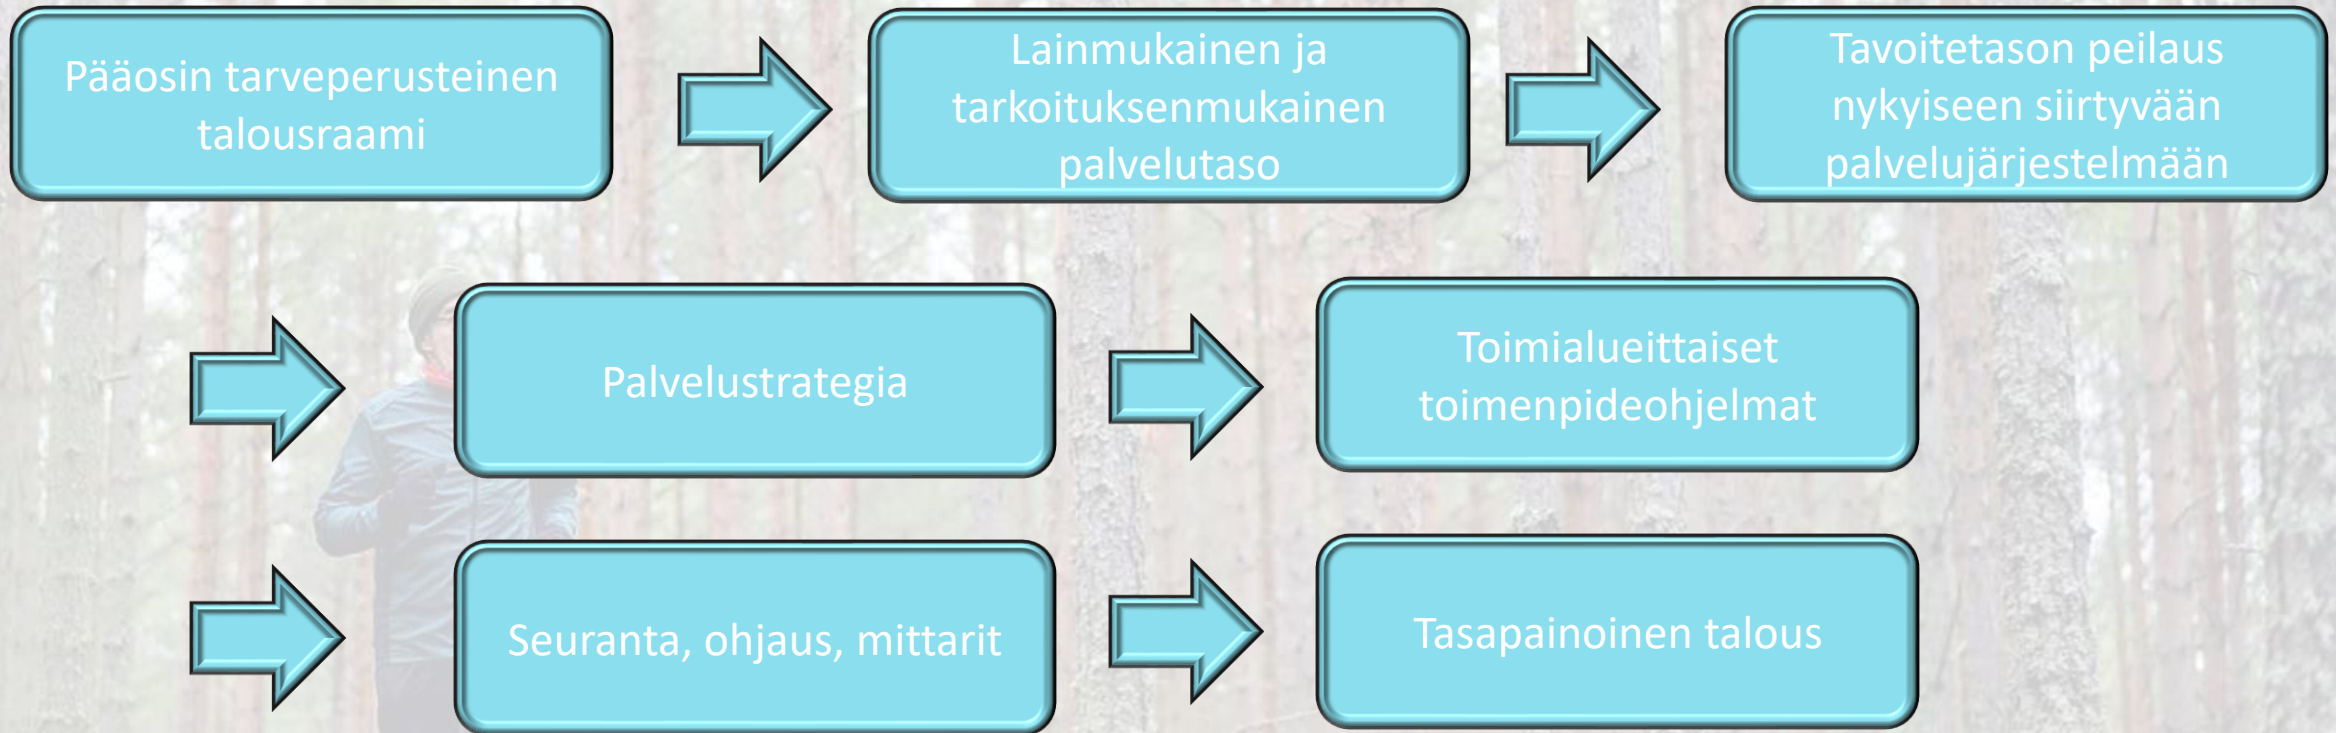 Pääosin tarveperusteinen
talousraami
Lainmukainen ja
tarkoituksenmukainen
palvelutaso
Tavoitetason peilaus
nykyiseen siirtyvään
palvelujärjestelmään
Palvelustrategia
Toimialueittaiset
toimenpideohjelmat
Seuranta, ohjaus, mittarit
Tasapainoinen talous